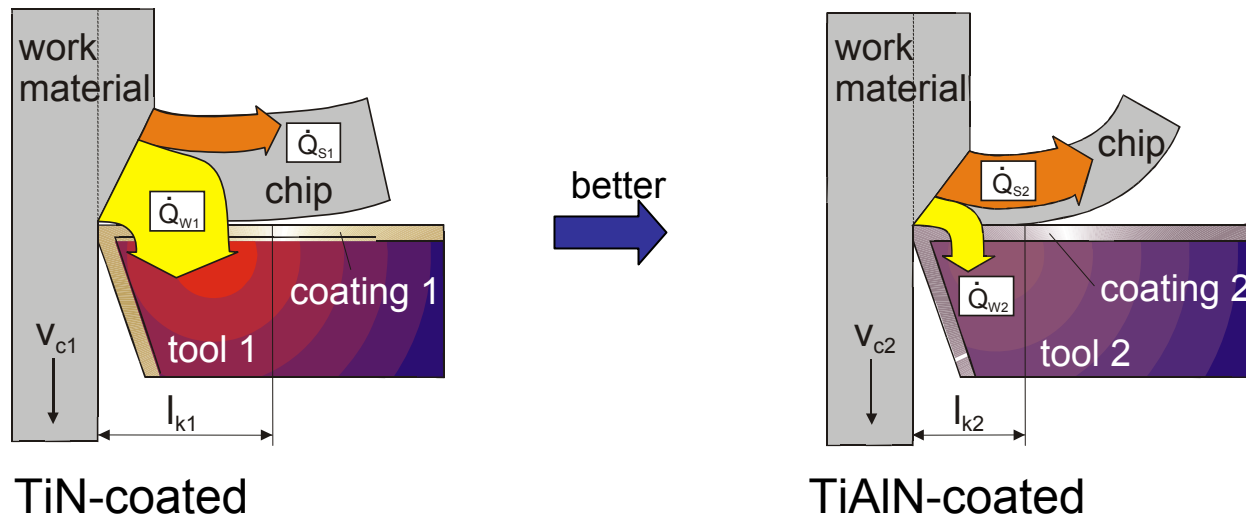 work
material
Q̇S1
chip
Q̇W1
coating 1
tool 1
vc1
lk1
TiN-coated
better
work
material
chip
Q̇S2
coating 2
Q̇W2
tool 2
vc2
lk2
TiAlN-coated